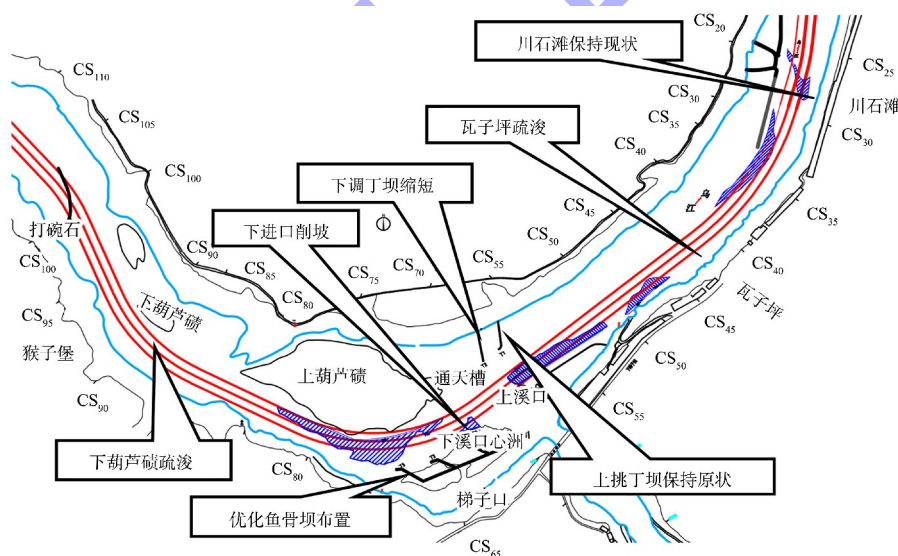 CS20
川石滩保持现状
CS110
CS25
CS30
川石滩
CS105
瓦子坪疏浚
CS35
CS30
CS40
CS100
下调丁坝缩短
乌
江
CS45
CS35
打碗石
下进口削坡
CS50
CS90
CS100
CS85
CS75
CS70
CS55
CS40
CS80
瓦子坪
下葫芦碛
CS95
CS45
猴子堡
上葫芦碛
通天槽
CS50
CS90
上溪口
CS55
下溪口心洲
下葫芦碛疏浚
CS80
上挑丁坝保持原状
梯子口
优化鱼骨坝布置
CS65